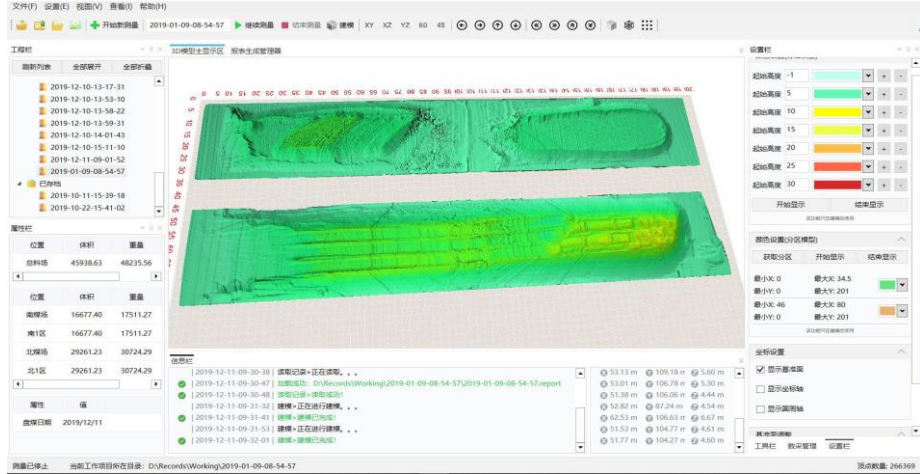 文件(F) 设置(E) 视图(V) 查看(I) 帮助(H)
开始新测量 2019-01-09-08-54-57 继续测量 结束测量 建模 XY XZ YZ 60 45
工程栏
刷新列表 全部展开 全部折叠
2019-12-10-13-17-31
2019-12-10-13-53-10
2019-12-10-13-58-22
2019-12-10-13-59-31
2019-12-10-14-01-43
2019-12-10-15-11-10
2019-12-11-09-01-52
2019-01-09-08-54-57
已存档
2019-10-11-15-39-18
2019-10-22-15-41-02
属性栏
位置 体积 重量
总料场 45938.63 48235.56
位置 体积 重量
南煤场 16677.40 17511.27
南1区 16677.40 17511.27
北煤场 29261.23 30724.29
北1区 29261.23 30724.29
属性 值
盘煤日期 2019/12/11
3D模型主显示区 报表生成管理器
信息栏
| 2019-12-11-09-30-38 | 读取记录>正在读取。。。
| 2019-12-11-09-30-47 | 加载成功: D:\Records\Working\2019-01-09-08-54-57\2019-01-09-08-54-57.report
| 2019-12-11-09-30-48 | 读取记录>读取成功!
| 2019-12-11-09-31-32 | 建模>正在进行建模。。。
| 2019-12-11-09-31-41 | 建模>建模已完成!
| 2019-12-11-09-31-53 | 建模>正在进行建模。。。
| 2019-12-11-09-32-01 | 建模>建模已完成!
53.13 m 109.18 m 5.60 m
53.01 m 106.78 m 5.30 m
51.38 m 106.06 m 4.44 m
52.82 m 87.24 m 4.54 m
62.53 m 106.63 m 6.67 m
51.53 m 104.77 m 4.61 m
51.77 m 104.27 m 4.60 m
设置栏
起始高度 -1 + -
起始高度 5 + -
起始高度 10 + -
起始高度 15 + -
起始高度 20 + -
起始高度 25 + -
起始高度 30 + -
开始显示 结束显示
该功能只在建模后使用
颜色设置(分区模型)
获取分区 开始显示 结束显示
最小X: 0 最大X: 34.5
最小Y: 0 最大Y: 201
最小X: 46 最大X: 80
最小Y: 0 最大Y: 201
该功能只在建模后使用
坐标设置
显示基准面
显示坐标轴
显示圆周轴
工具栏 数采管理 设置栏
测量已停止 当前工作项目所在目录: D:\Records\Working\2019-01-09-08-54-57 顶点数量: 266369